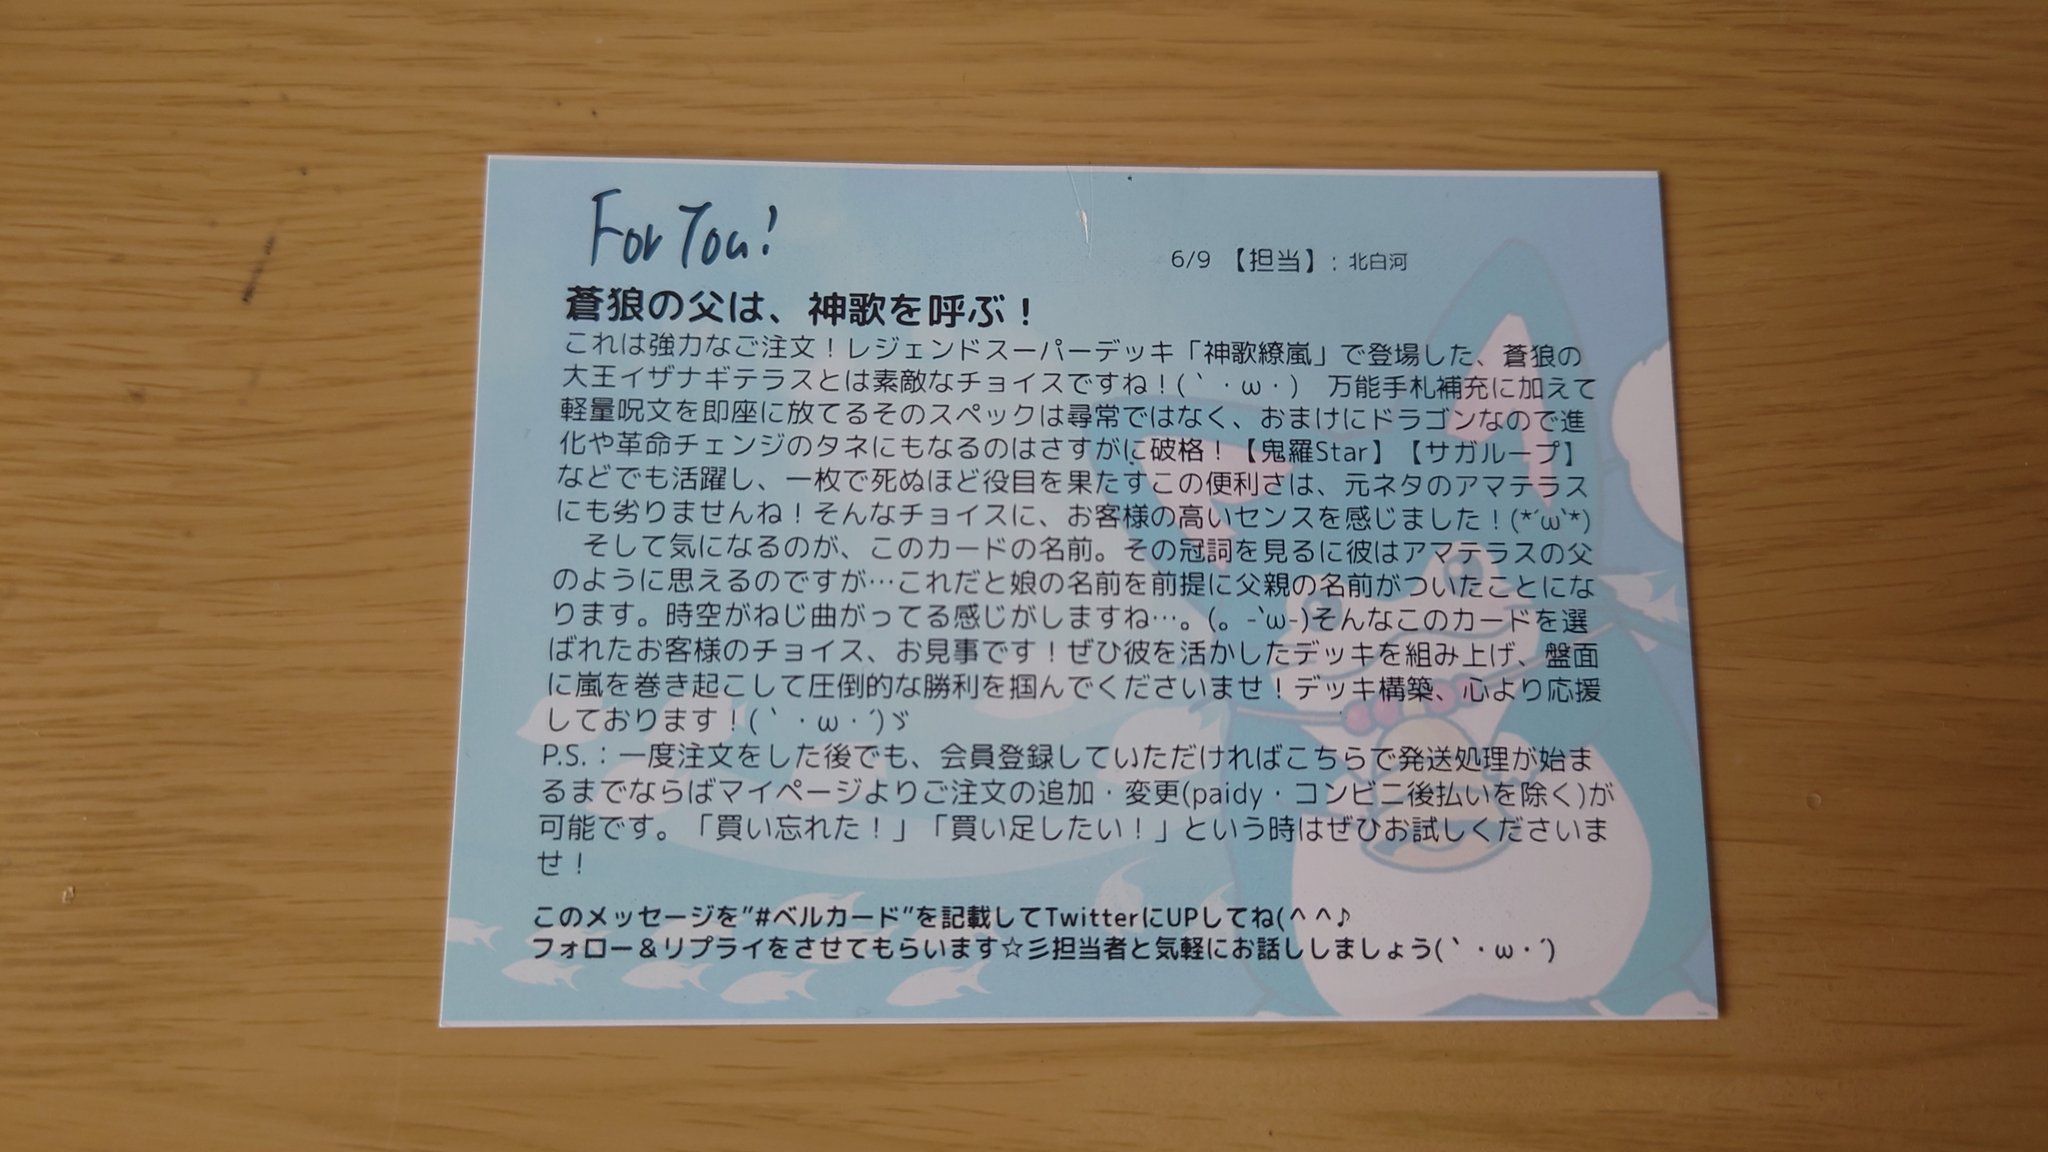 For You!
6/9 【担当】: 北白河
蒼狼の父は、神歌を呼ぶ！
これは強力なご注文！レジェンドスーパーデッキ「神歌繚嵐」で登場した、蒼狼の
大王イザナギテラスとは素敵なチョイスですね！(｀・ω・)　万能手札補充に加えて
軽量呪文を即座に放てるそのスペックは尋常ではなく、おまけにドラゴンなので進
化や革命チェンジのタネにもなるのはさすがに破格！【鬼羅Star】【サガループ】
などでも活躍し、一枚で死ぬほど役目を果たすこの便利さは、元ネタのアマテラス
にも劣りませんね！そんなチョイスに、お客様の高いセンスを感じました！(*´ω`*)
　そして気になるのが、このカードの名前。その冠詞を見るに彼はアマテラスの父
のように思えるのですが…これだと娘の名前を前提に父親の名前がついたことにな
ります。時空がねじ曲がってる感じがしますね…。(。-`ω-)そんなこのカードを選
ばれたお客様のチョイス、お見事です！ぜひ彼を活かしたデッキを組み上げ、盤面
に嵐を巻き起こして圧倒的な勝利を掴んでくださいませ！デッキ構築、心より応援
しております！(｀・ω・´)ゞ
P.S.：一度注文をした後でも、会員登録していただければこちらで発送処理が始ま
るまでならばマイページよりご注文の追加・変更(paidy・コンビニ後払いを除く)が
可能です。「買い忘れた！」「買い足したい！」という時はぜひお試しくださいま
せ！
このメッセージを"#ベルカード"を記載してTwitterにUPしてね(^^♪
フォロー＆リプライをさせてもらいます☆彡担当者と気軽にお話ししましょう(｀・ω・´)